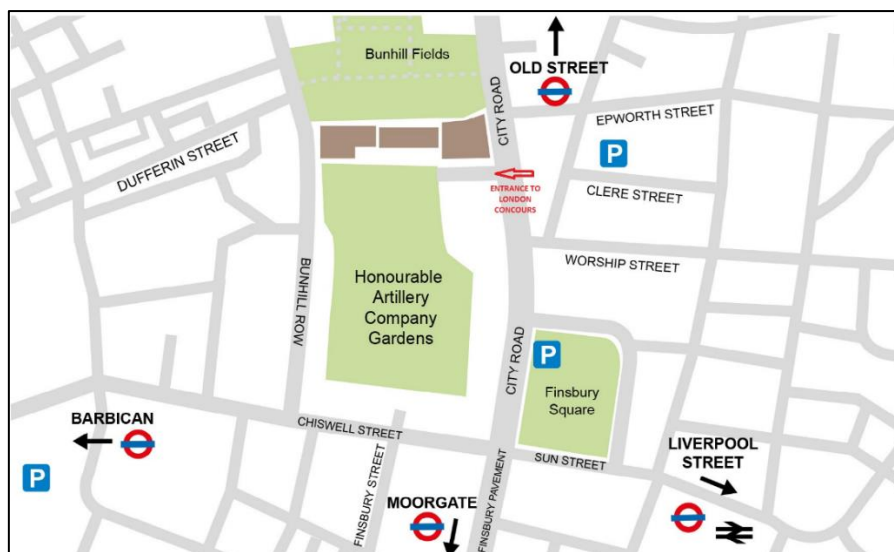 Bunhill Fields
OLD STREET
CITY ROAD
EPWORTH STREET
P
DUFFERIN STREET
ENTRANCE TO
LONDON
CONCOURS
CLERE STREET
BUNHILL ROW
WORSHIP STREET
Honourable
Artillery
Company
Gardens
CITY ROAD
P
Finsbury
Square
BARBICAN
CHISWELL STREET
LIVERPOOL
STREET
SUN STREET
P
FINSBURY STREET
MOORGATE
FINSBURY PAVEMENT